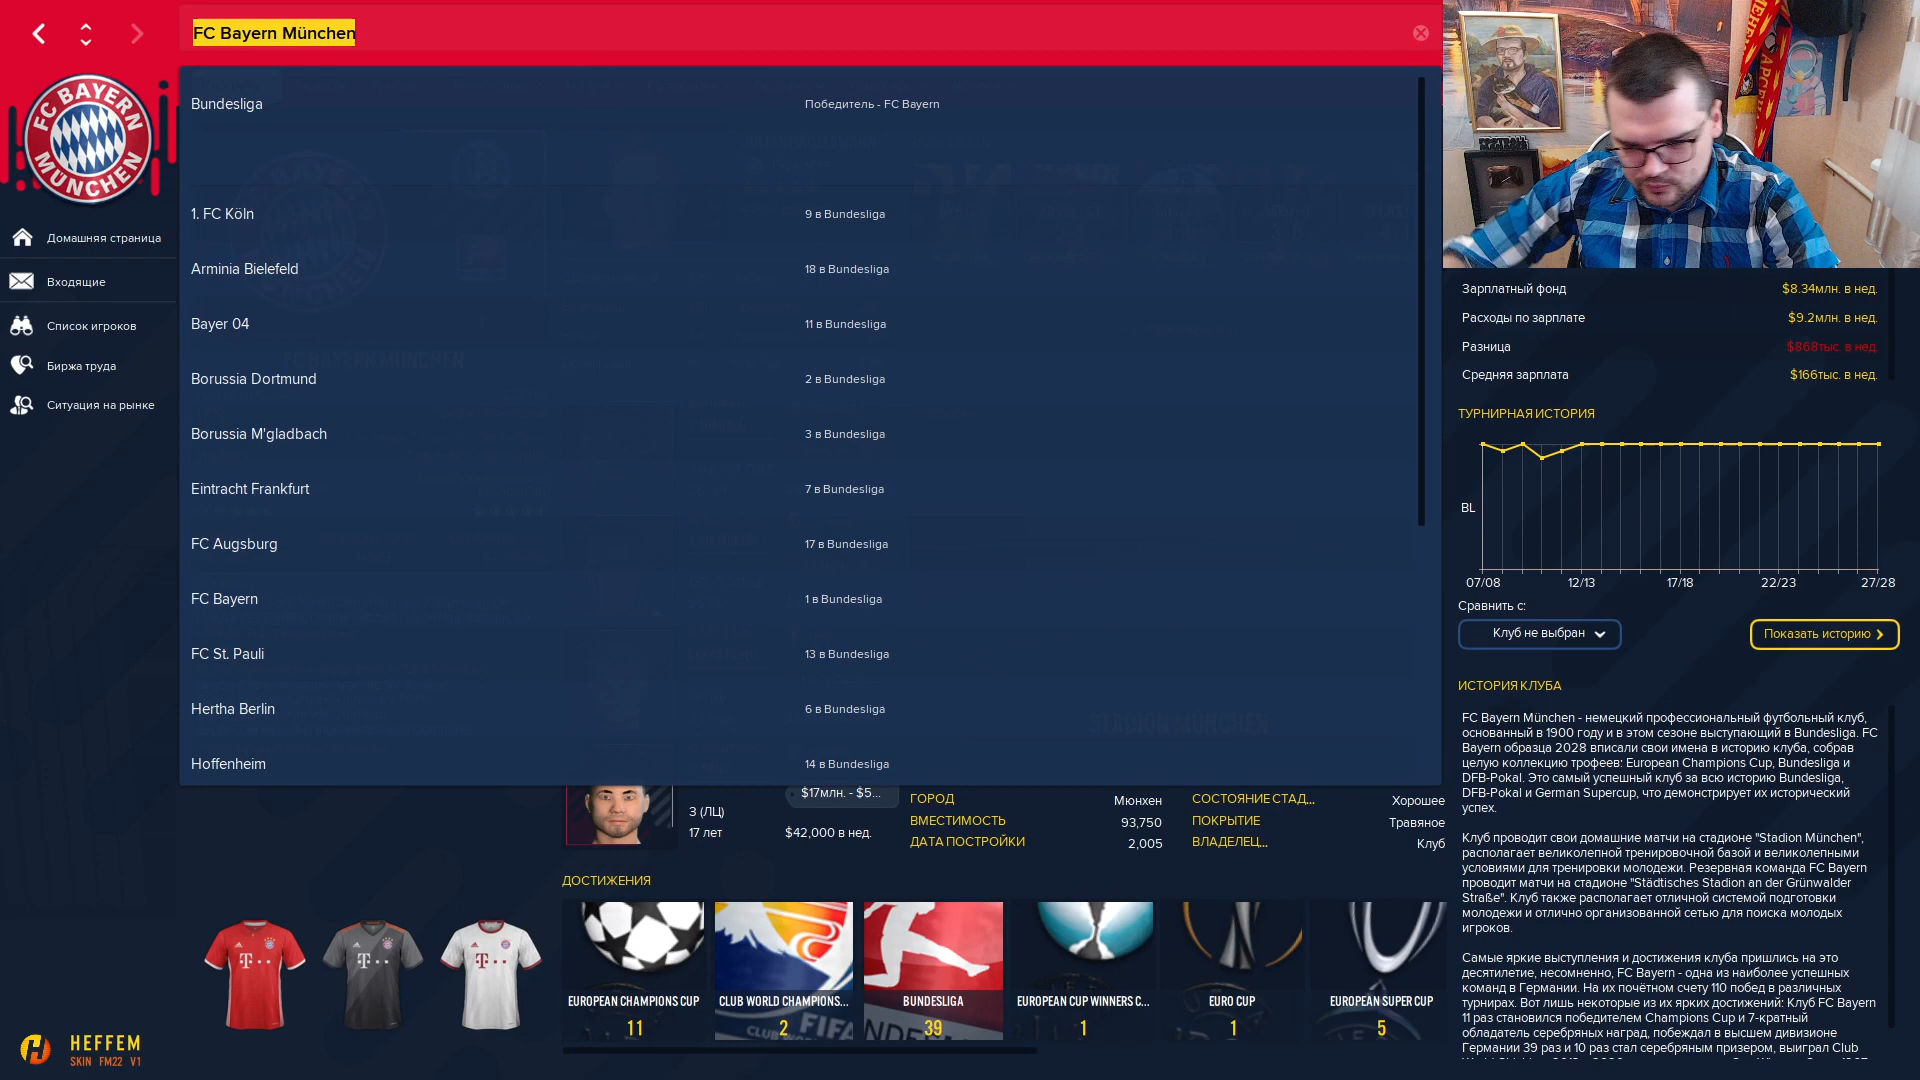 FC Bayern München
FC BAYERN
MÜNCHEN
Домашняя страница
Входящие
Список игроков
Биржа труда
Ситуация на рынке
Bundesliga
Победитель - FC Bayern
1. FC Köln
9 в Bundesliga
Arminia Bielefeld
18 в Bundesliga
Bayer 04
11 в Bundesliga
Borussia Dortmund
2 в Bundesliga
Borussia M'gladbach
3 в Bundesliga
Eintracht Frankfurt
7 в Bundesliga
FC Augsburg
17 в Bundesliga
FC Bayern
1 в Bundesliga
FC St. Pauli
13 в Bundesliga
Hertha Berlin
6 в Bundesliga
Hoffenheim
14 в Bundesliga
Зарплатный фонд
$8.34млн. в нед.
Расходы по зарплате
$9.2млн. в нед.
Разница
$868тыс. в нед.
Средняя зарплата
$166тыс. в нед.
ТУРНИРНАЯ ИСТОРИЯ
BL
07/08 12/13 17/18 22/23 27/28
Сравнить с:
Клуб не выбран
Показать историю
ИСТОРИЯ КЛУБА
FC Bayern München - немецкий профессиональный футбольный клуб,
основанный в 1900 году и в этом сезоне выступающий в Bundesliga. FC
Bayern образца 2028 вписали свои имена в историю клуба, собрав
целую коллекцию трофеев: European Champions Cup, Bundesliga и
DFB-Pokal. Это самый успешный клуб за всю историю Bundesliga,
DFB-Pokal и German Supercup, что демонстрирует их исторический
успех.
Клуб проводит свои домашние матчи на стадионе "Stadion München",
располагает великолепной тренировочной базой и великолепными
условиями для тренировки молодежи. Резервная команда FC Bayern
проводит матчи на стадионе "Städtisches Stadion an der Grünwalder
Straße". Клуб также располагает отличной системой подготовки
молодежи и отлично организованной сетью для поиска молодых
игроков.
Самые яркие выступления и достижения клуба пришлись на это
десятилетие, несомненно, FC Bayern - одна из наиболее успешных
команд в Германии. На их почётном счету 110 побед в различных
турнирах. Вот лишь некоторые из их ярких достижений: Клуб FC Bayern
11 раз становился победителем Champions Cup и 7-кратный
обладатель серебряных наград, побеждал в высшем дивизионе
Германии 39 раз и 10 раз стал серебряным призером, выиграл Club
STADION MÜNCHEN
З (ЛЦ)
17 лет
$17млн. - $5...
$42,000 в нед.
ГОРОД
Мюнхен
ВМЕСТИМОСТЬ
93,750
ДАТА ПОСТРОЙКИ
2,005
СОСТОЯНИЕ СТАД...
Хорошее
ПОКРЫТИЕ
Травяное
ВЛАДЕЛЕЦ...
Клуб
ДОСТИЖЕНИЯ
EUROPEAN CHAMPIONS CUP
11
CLUB WORLD CHAMPIONS...
2
BUNDESLIGA
39
EUROPEAN CUP WINNERS C...
1
EURO CUP
1
EUROPEAN SUPER CUP
5
HEFFEM
SKIN FM22 V1